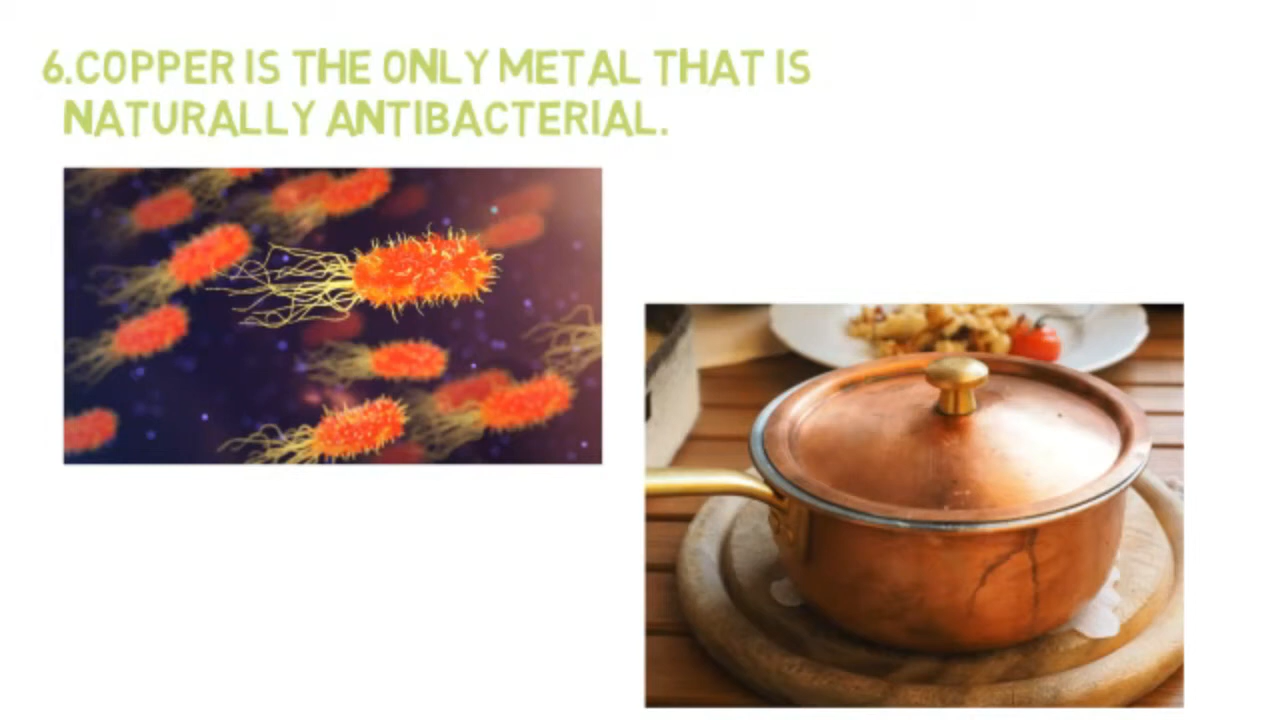 6.COPPER IS THE ONLY METAL THAT IS
NATURALLY ANTIBACTERIAL.